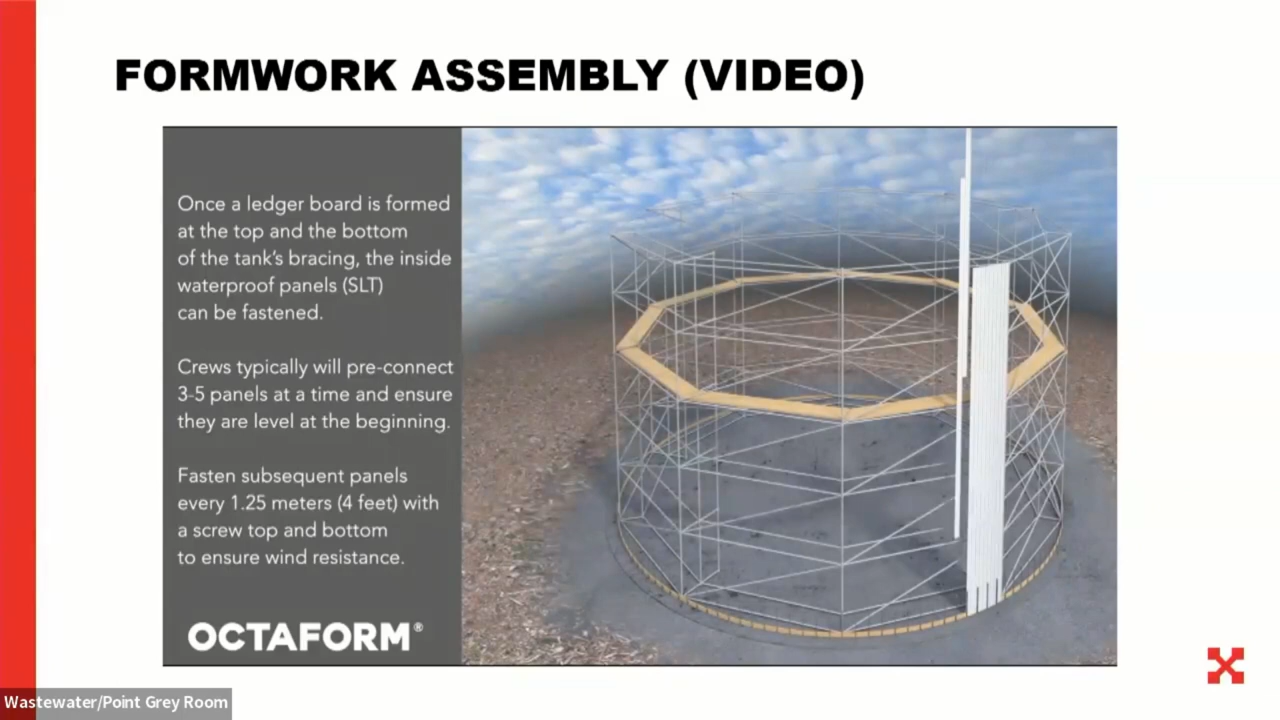 FORMWORK ASSEMBLY (VIDEO)
Once a ledger board is formed
at the top and the bottom
of the tank's bracing, the inside
waterproof panels (SLT)
can be fastened.
Crews typically will pre-connect
3-5 panels at a time and ensure
they are level at the beginning.
Fasten subsequent panels
every 1.25 meters (4 feet) with
a screw top and bottom
to ensure wind resistance.
OCTAFORM®
Wastewater/Point Grey Room